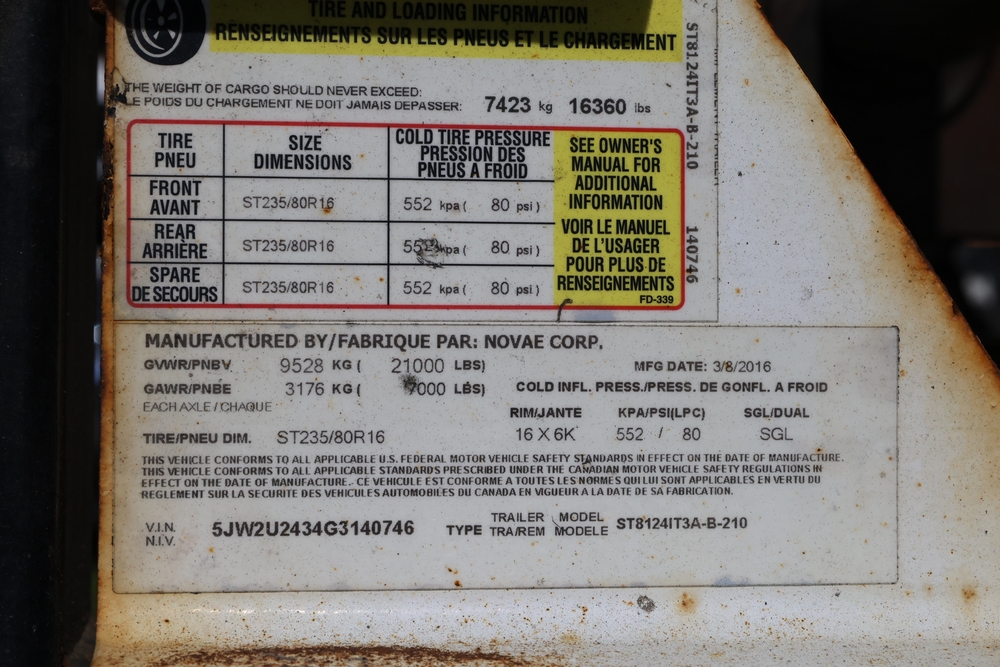 TIRE AND LOADING INFORMATION
RENSEIGNEMENTS SUR LES PNEUS ET LE CHARGEMENT
THE WEIGHT OF CARGO SHOULD NEVER EXCEED:
LE POIDS DU CHARGEMENT NE DOIT JAMAIS DEPASSER: 7423 kg 16360 lbs
TIRE PNEU SIZE DIMENSIONS COLD TIRE PRESSURE PRESSION DES PNEUS A FROID
FRONT AVANT ST235/80R16 552 kpa ( 80 psi )
REAR ARRIÈRE ST235/80R16 552 kpa ( 80 psi )
SPARE DE SECOURS ST235/80R16 552 kpa ( 80 psi )
SEE OWNER'S
MANUAL FOR
ADDITIONAL
INFORMATION
VOIR LE MANUEL
DE L'USAGER
POUR PLUS DE
RENSEIGNEMENTS
FD-339
ST8124IT3A-B-210
140746
MANUFACTURED BY/FABRIQUE PAR: NOVAE CORP.
GVWR/PNBV 9528 KG ( 21000 LBS) MFG DATE: 3/8/2016
GAWR/PNBE 3176 KG ( 7000 LBS) COLD INFL. PRESS./PRESS. DE GONFL. A FROID
EACH AXLE / CHAQUE
RIM/JANTE KPA/PSI(LPC) SGL/DUAL
TIRE/PNEU DIM. ST235/80R16 16 X 6K 552 / 80 SGL
THIS VEHICLE CONFORMS TO ALL APPLICABLE U.S. FEDERAL MOTOR VEHICLE SAFETY STANDARDS IN EFFECT ON THE DATE OF MANUFACTURE.
THIS VEHICLE CONFORMS TO ALL APPLICABLE STANDARDS PRESCRIBED UNDER THE CANADIAN MOTOR VEHICLE SAFETY REGULATIONS IN
EFFECT ON THE DATE OF MANUFACTURE.- CE VEHICULE EST CONFORME A TOUTES LES NORMES QUI LUI SONT APPLICABLES EN VERTU DU
REGLEMENT SUR LA SECURITE DES VEHICULES AUTOMOBILES DU CANADA EN VIGUEUR A LA DATE DE SA FABRICATION.
V.I.N.
N.I.V. 5JW2U2434G3140746 TYPE TRAILER MODEL ST8124IT3A-B-210
TRA/REM MODELE